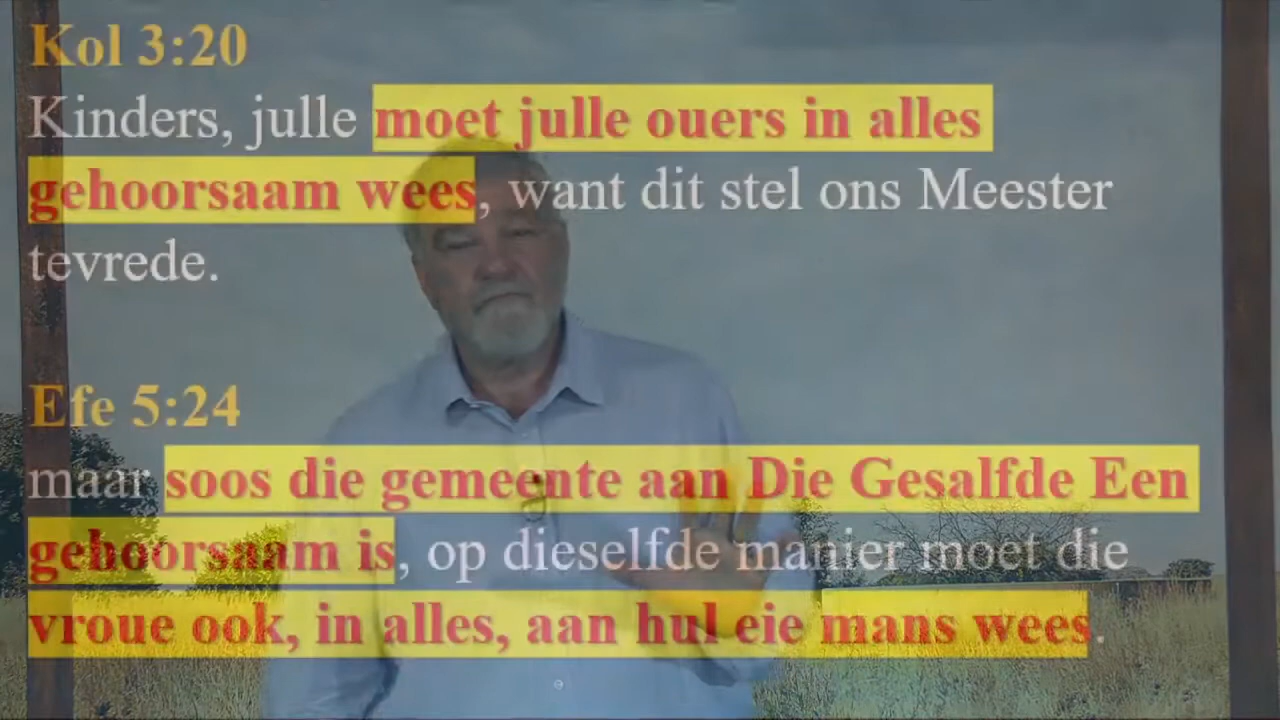 Kol 3:20
Kinders, julle moet julle ouers in alles
gehoorsaam wees, want dit stel ons Meester
tevrede.
Efe 5:24
maar soos die gemeente aan Die Gesalfde Een
gehoorsaam is, op dieselfde manier moet die
vroue ook, in alles, aan hul eie mans wees.